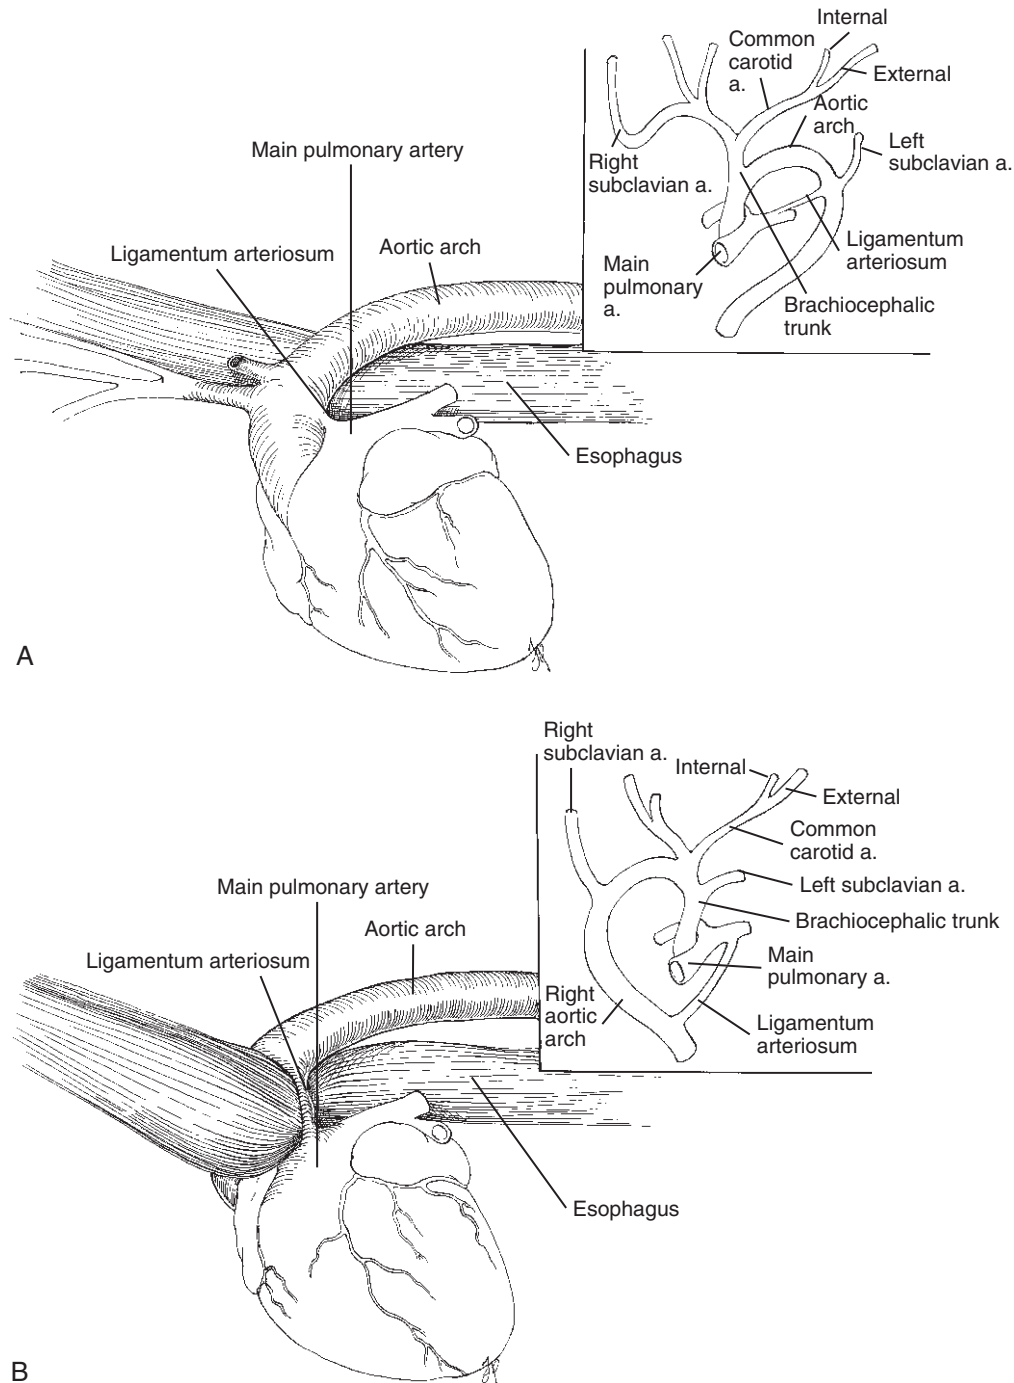 Internal
Common
carotid
a.
External
Aortic
arch
Left
subclavian a.
Right
subclavian a.
Main pulmonary artery
Ligamentum arteriosum
Aortic arch
Ligamentum
arteriosum
Main
pulmonary
a.
Brachiocephalic
trunk
Esophagus
A
Right
subclavian a.
Internal
External
Common
carotid a.
Left subclavian a.
Main pulmonary artery
Brachiocephalic trunk
Aortic arch
Ligamentum arteriosum
Main
pulmonary a.
Right
aortic
arch
Ligamentum
arteriosum
Esophagus
B